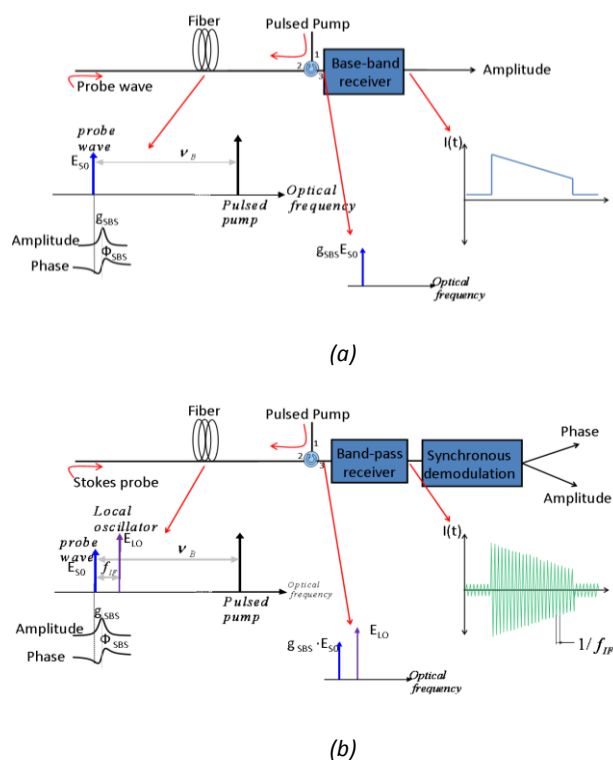 Fiber
Pulsed Pump
1
2
3
Base-band
receiver
Amplitude
Probe wave
probe
wave
E_S0
ν_B
Optical
frequency
Pulsed
pump
g_SBS
Amplitude
Φ_SBS
Phase
I(t)
g_SBS E_S0
Optical
frequency
(a)
Fiber
Pulsed Pump
1
2
3
Band-pass
receiver
Synchronous
demodulation
Phase
Amplitude
Stokes probe
Local
oscillator
probe
wave
E_LO
E_S0
ν_B
f_IF
Optical
frequency
Pulsed
pump
g_SBS
Amplitude
Φ_SBS
Phase
I(t)
1/f_IF
E_LO
g_SBS · E_S0
Optical
frequency
(b)